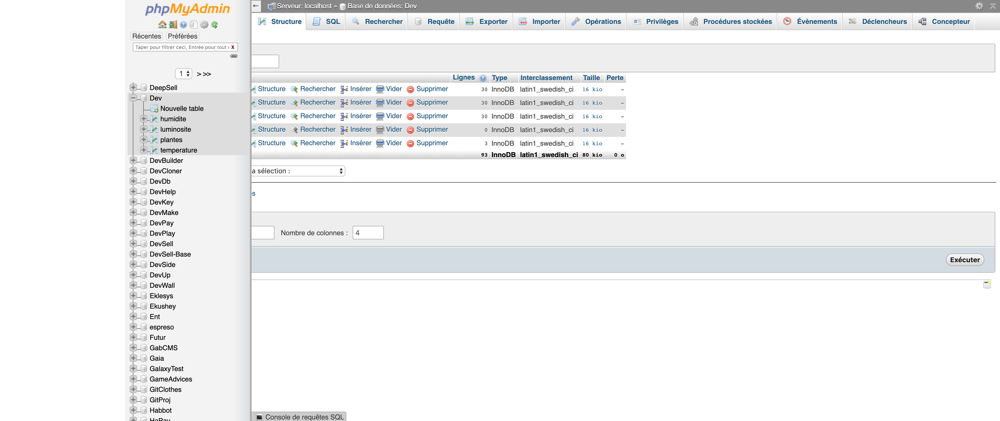 phpMyAdmin
Récentes Préférées
Taper pour filtrer ceci, Entrée pour tout r X
1 > >>
DeepSell
Dev
Nouvelle table
humidite
luminosite
plantes
temperature
DevBuilder
DevCloner
DevDb
DevHelp
DevKey
DevMake
DevPay
DevPlay
DevSell
DevSell-Base
DevSide
DevUp
DevWall
Eklesys
Ekushey
Ent
espreso
Futur
GabCMS
Gaia
GalaxyTest
GameAdvices
GitClothes
GitProj
Habbot
HaPay
← Serveur: localhost » Base de données: Dev
Structure SQL Rechercher Requête Exporter Importer Opérations Privilèges Procédures stockées Évènements Déclencheurs Concepteur
Lignes Type Interclassement Taille Perte
Structure Rechercher Insérer Vider Supprimer 30 InnoDB latin1_swedish_ci 16 kio –
Structure Rechercher Insérer Vider Supprimer 30 InnoDB latin1_swedish_ci 16 kio –
Structure Rechercher Insérer Vider Supprimer 30 InnoDB latin1_swedish_ci 16 kio –
Structure Rechercher Insérer Vider Supprimer 0 InnoDB latin1_swedish_ci 16 kio –
Structure Rechercher Insérer Vider Supprimer 3 InnoDB latin1_swedish_ci 16 kio –
93 InnoDB latin1_swedish_ci 80 kio 0 o
a sélection :
s
Nombre de colonnes : 4
Exécuter
Console de requêtes SQL